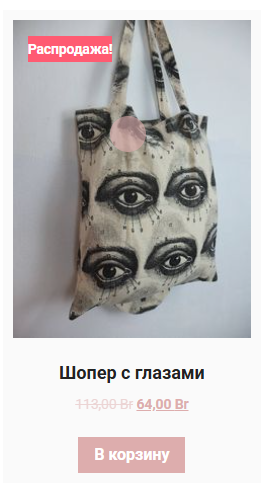 Распродажа!
Шопер с глазами
113,00 Br 64,00 Br
В корзину